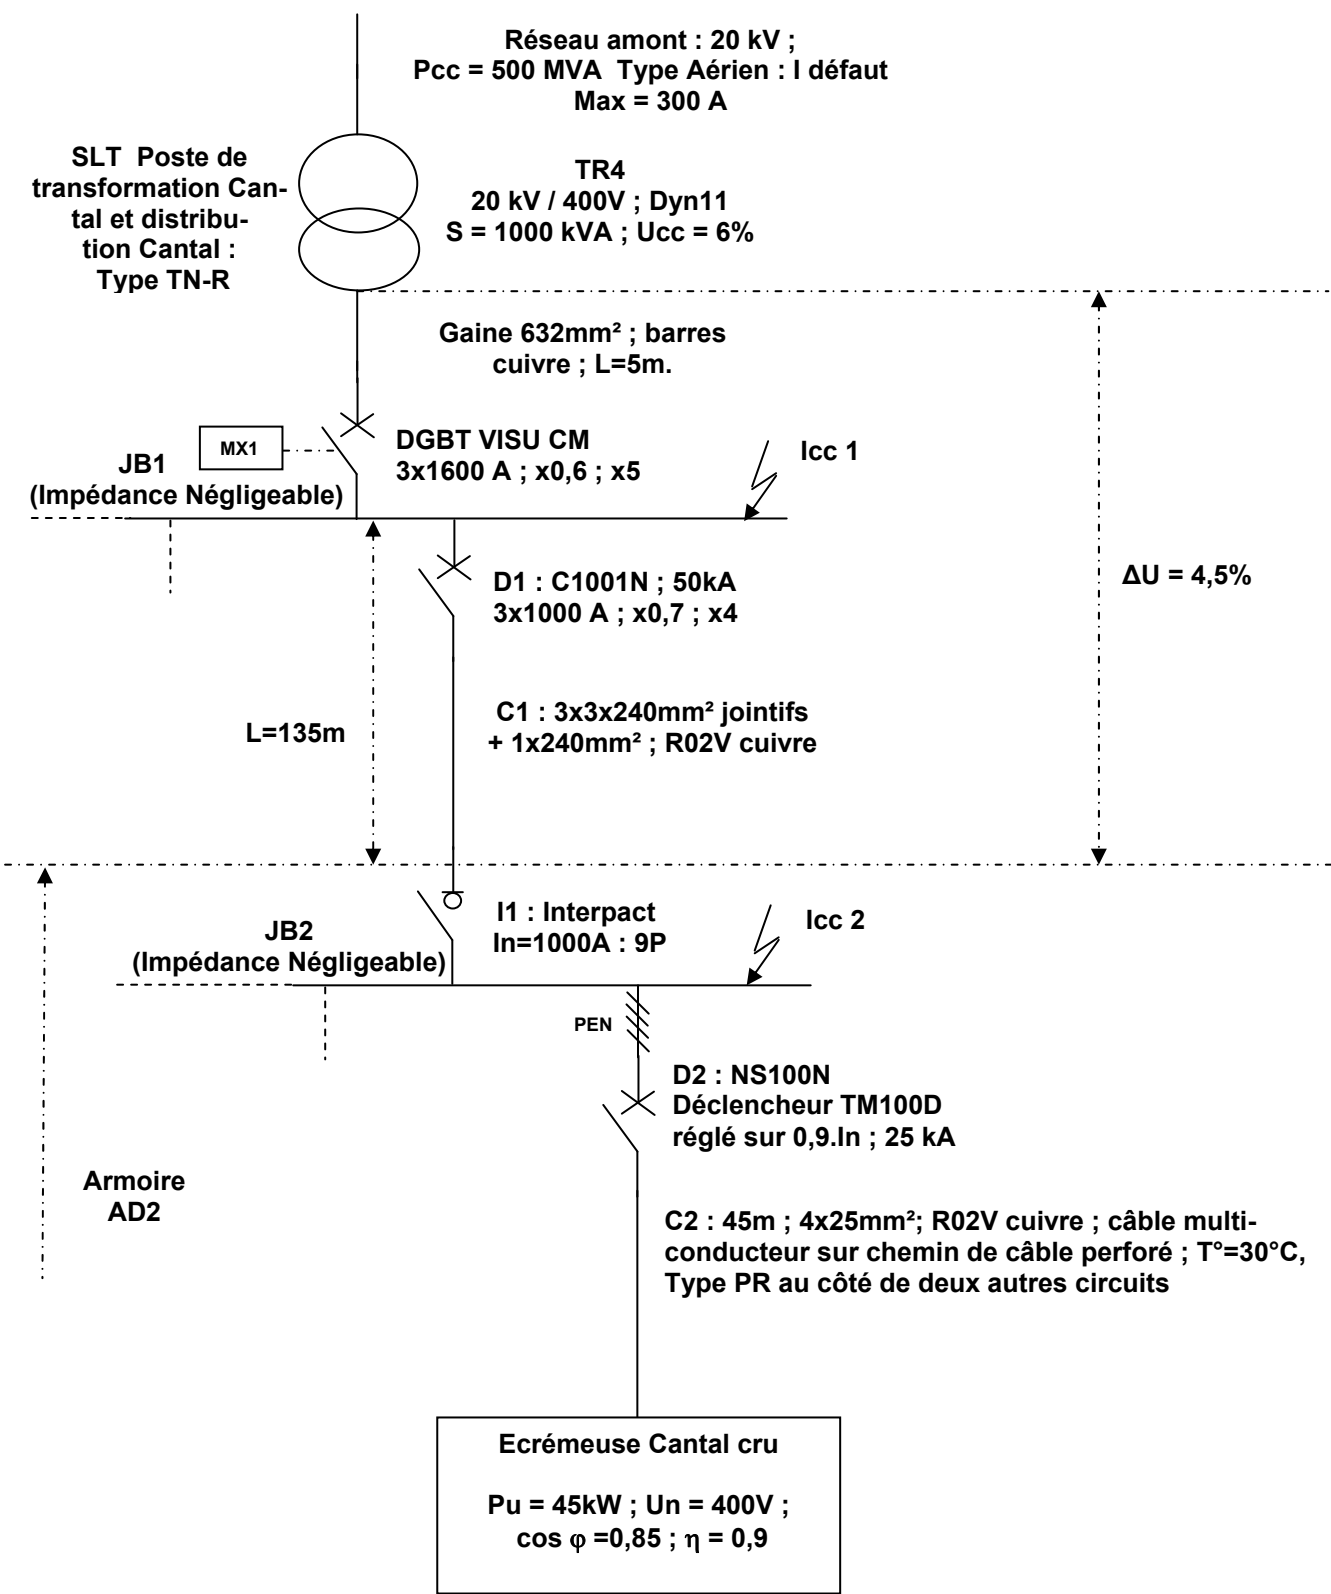 Réseau amont : 20 kV ;
Pcc = 500 MVA  Type Aérien : I défaut
Max = 300 A
SLT  Poste de
transformation Can-
tal et distribu-
tion Cantal :
Type TN-R
TR4
20 kV / 400V ; Dyn11
S = 1000 kVA ; Ucc = 6%
Gaine 632mm² ; barres
cuivre ; L=5m.
MX1
DGBT VISU CM
3x1600 A ; x0,6 ; x5
Icc 1
JB1
(Impédance Négligeable)
D1 : C1001N ; 50kA
3x1000 A ; x0,7 ; x4
ΔU = 4,5%
L=135m
C1 : 3x3x240mm² jointifs
+ 1x240mm² ; R02V cuivre
I1 : Interpact
In=1000A : 9P
Icc 2
JB2
(Impédance Négligeable)
PEN
D2 : NS100N
Déclencheur TM100D
réglé sur 0,9.In ; 25 kA
Armoire
AD2
C2 : 45m ; 4x25mm²; R02V cuivre ; câble multi-
conducteur sur chemin de câble perforé ; T°=30°C,
Type PR au côté de deux autres circuits
Ecrémeuse Cantal cru
Pu = 45kW ; Un = 400V ;
cos φ =0,85 ; η = 0,9